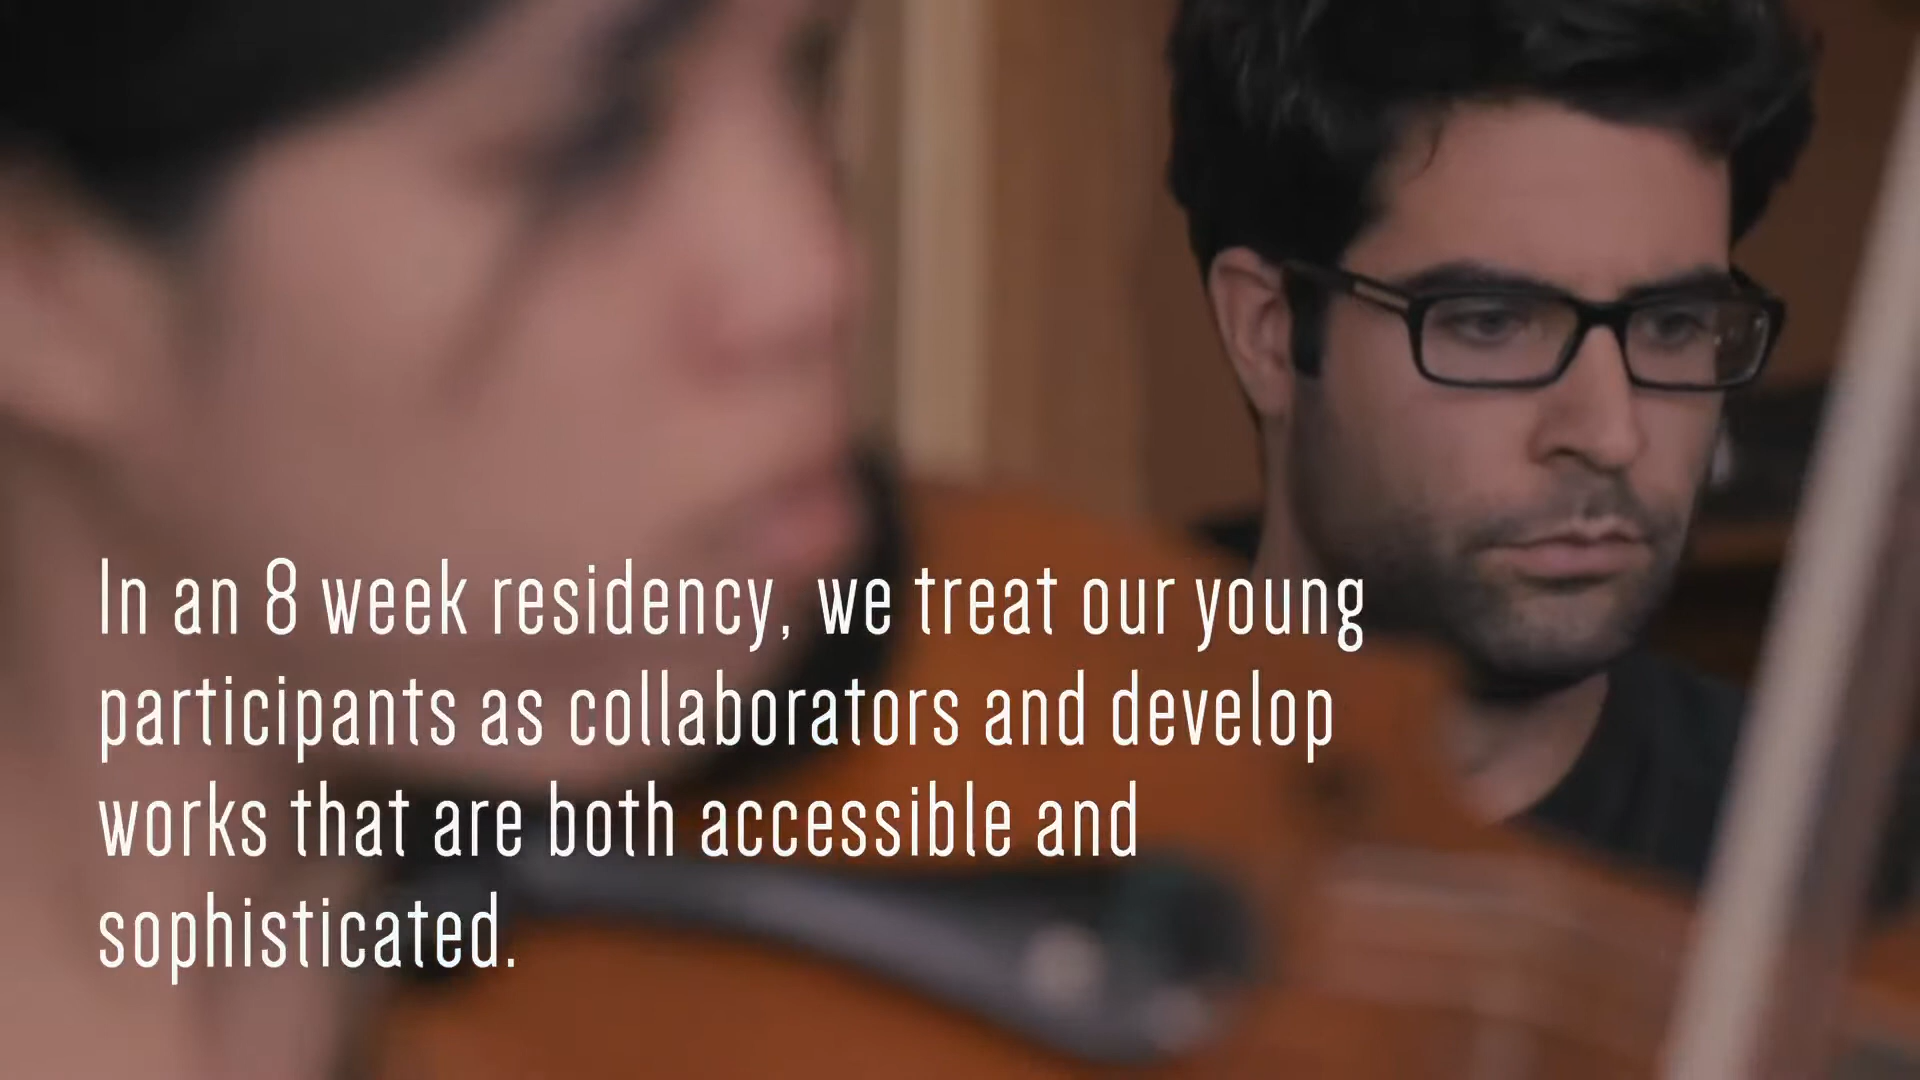 In an 8 week residency, we treat our young
participants as collaborators and develop
works that are both accessible and
sophisticated.